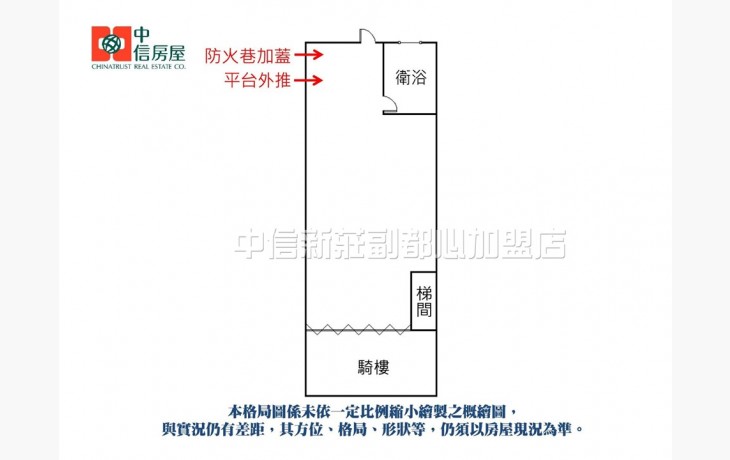 中
信房屋
CHINATRUST REAL ESTATE CO.
防火巷加蓋
平台外推
衛浴
中信新莊副都心加盟店
梯間
騎樓
本格局圖係未依一定比例縮小繪製之概繪圖，
與實況仍有差距，其方位、格局、形狀等，仍須以房屋現況為準。